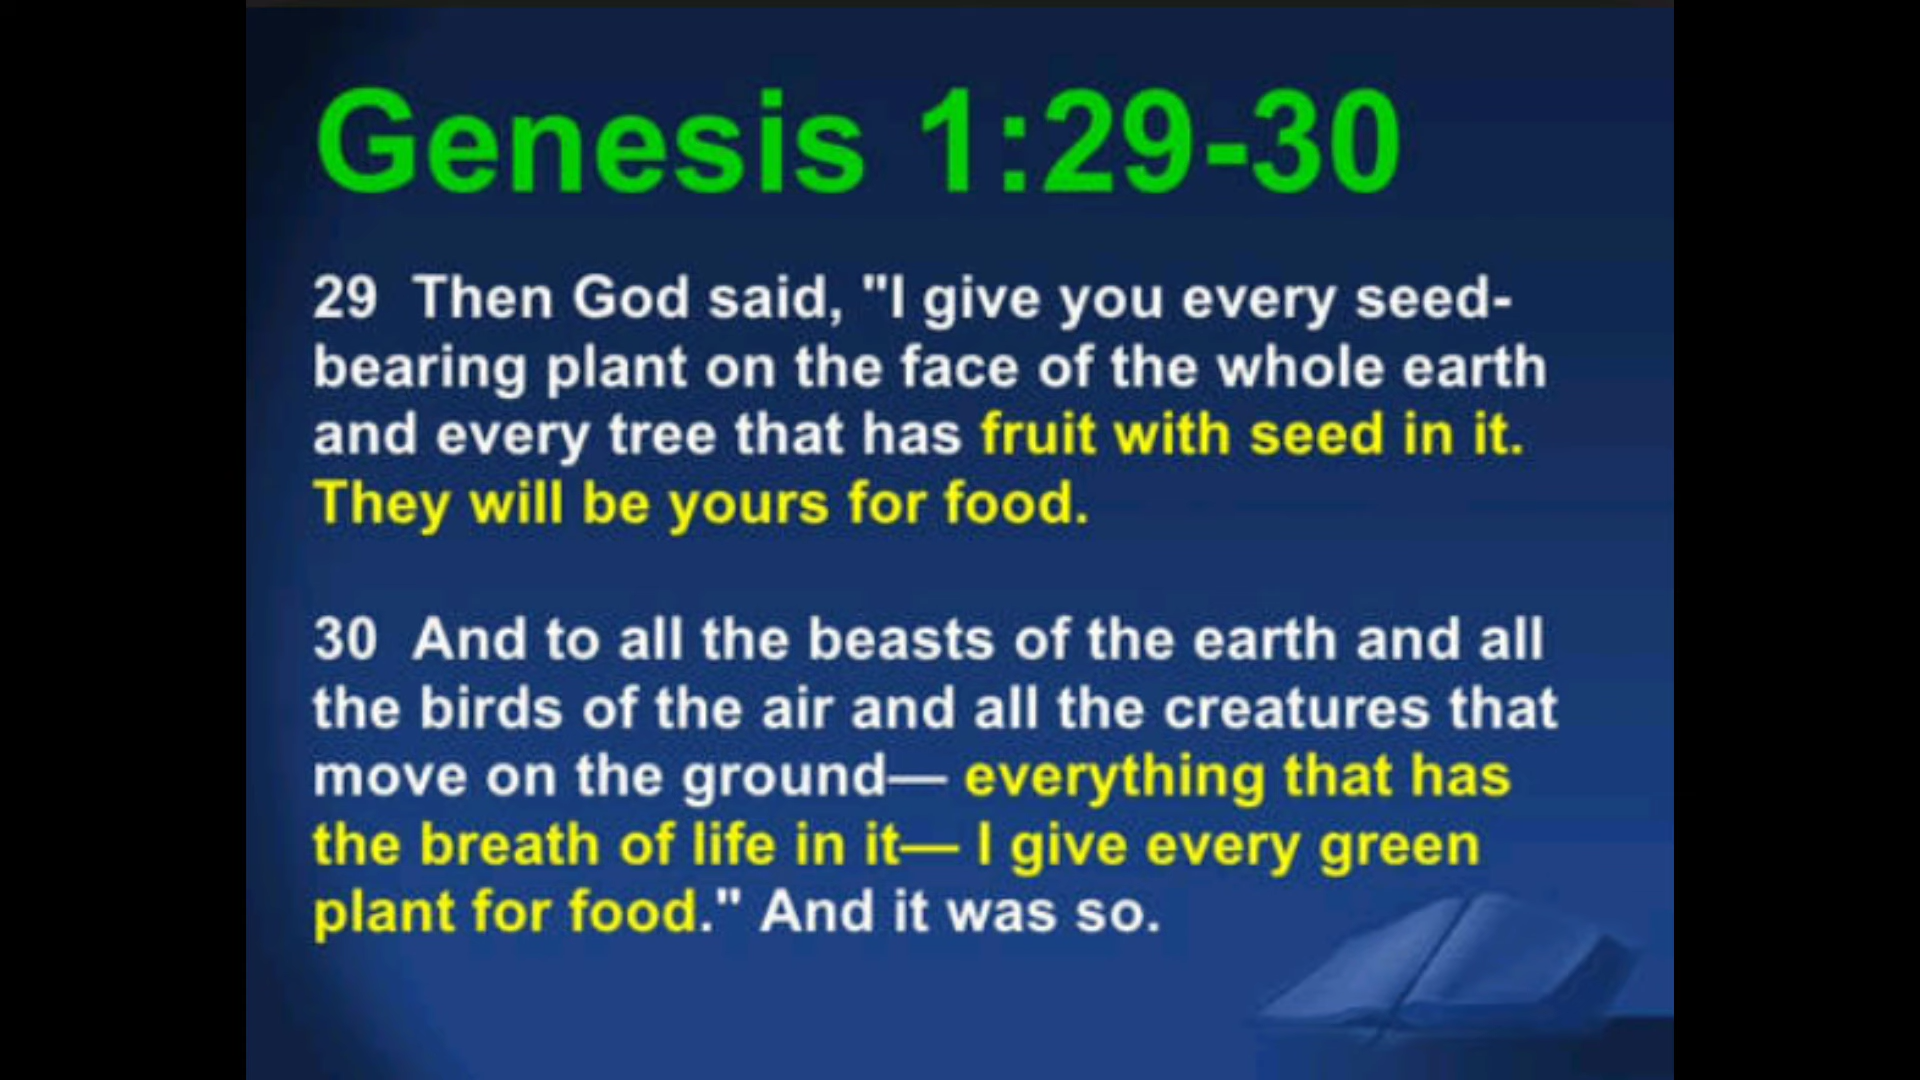 Genesis 1:29-30
29 Then God said, "I give you every seed-
bearing plant on the face of the whole earth
and every tree that has fruit with seed in it.
They will be yours for food.
30 And to all the beasts of the earth and all
the birds of the air and all the creatures that
move on the ground— everything that has
the breath of life in it— I give every green
plant for food." And it was so.